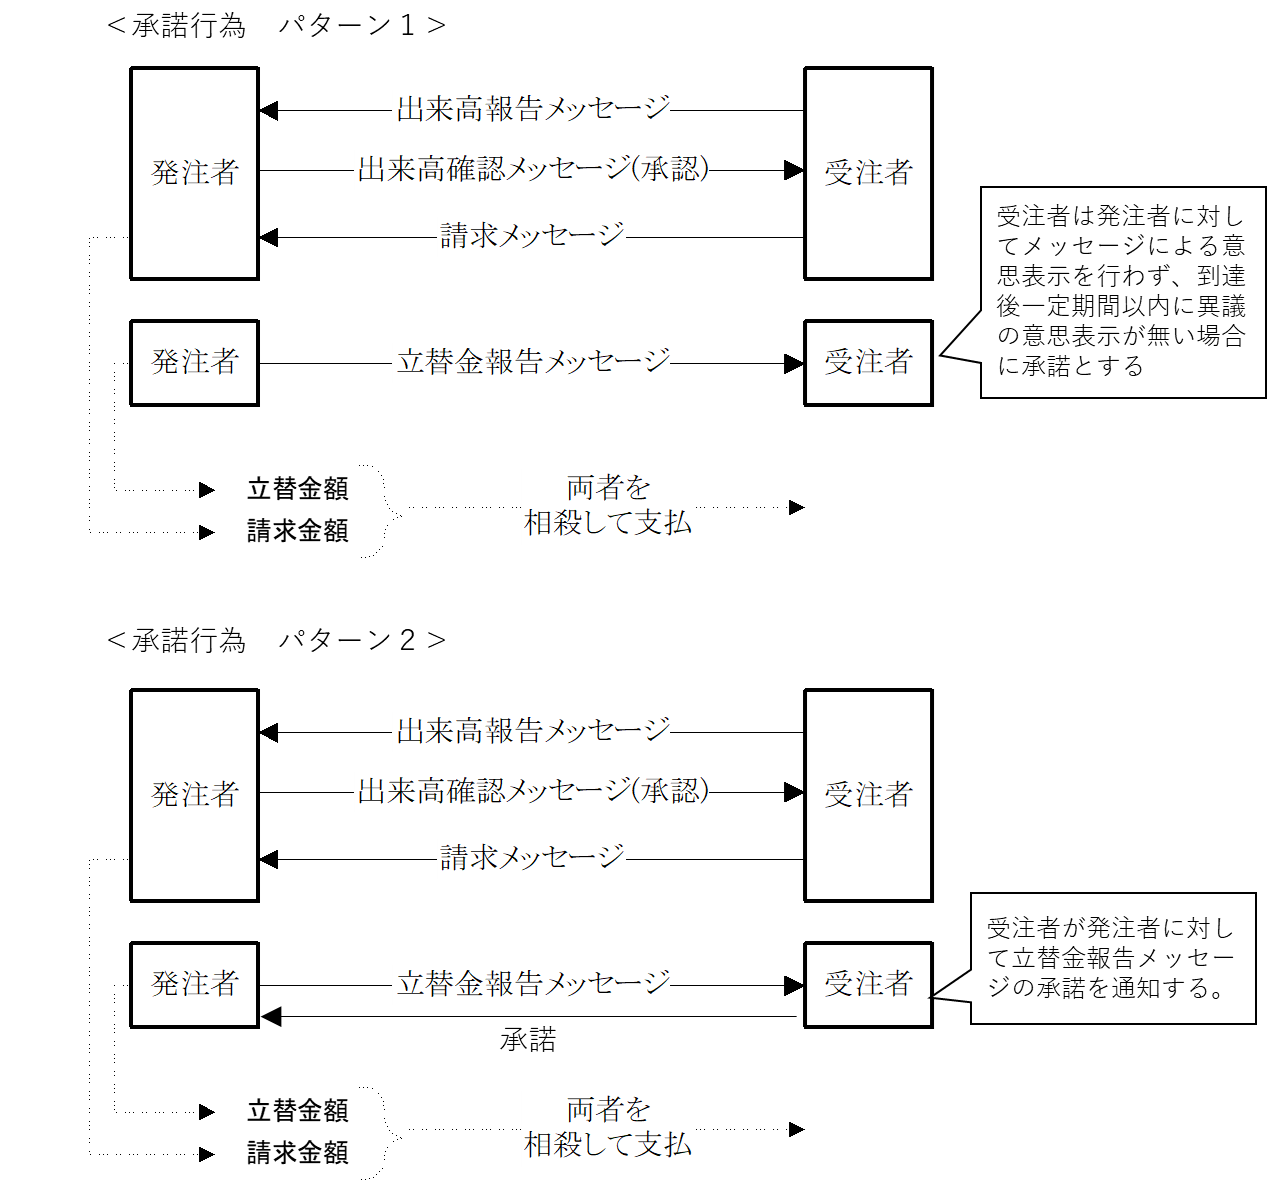 ＜承諾行為　パターン１＞
出来高報告メッセージ
発注者
出来高確認メッセージ(承認)
受注者
請求メッセージ
受注者は発注者に対し
てメッセージによる意
思表示を行わず、到達
後一定期間以内に異議
の意思表示が無い場合
に承諾とする
発注者
立替金報告メッセージ
受注者
立替金額
請求金額
両者を
相殺して支払
＜承諾行為　パターン２＞
出来高報告メッセージ
発注者
出来高確認メッセージ(承認)
受注者
請求メッセージ
受注者が発注者に対し
て立替金報告メッセー
ジの承諾を通知する。
発注者
立替金報告メッセージ
受注者
承諾
立替金額
請求金額
両者を
相殺して支払